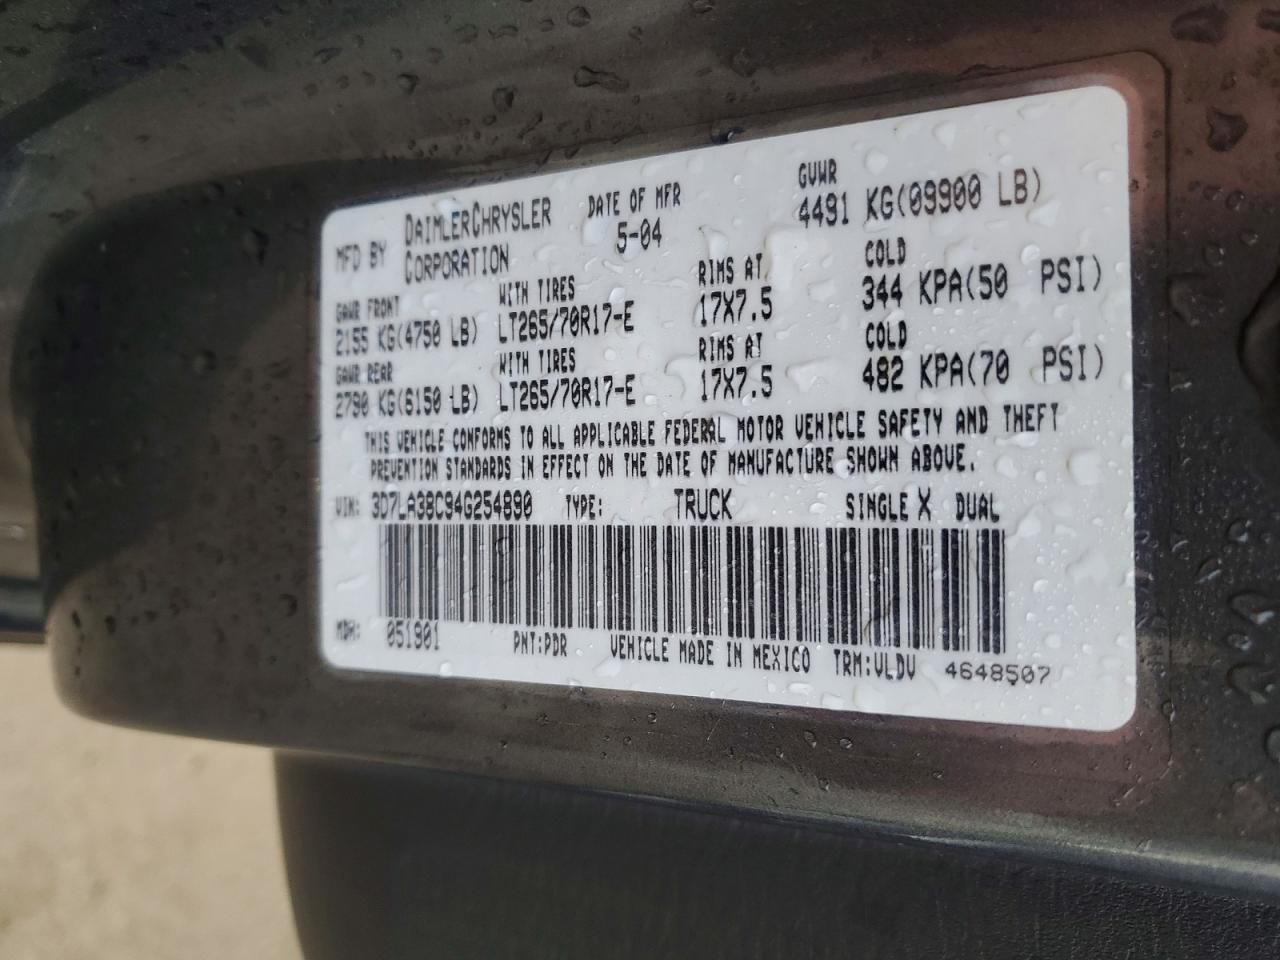 MFD BY DAIMLERCHRYSLER CORPORATION DATE OF MFR 5-04 GVWR 4491 KG(09900 LB)
GAWR FRONT WITH TIRES RIMS AT COLD
2155 KG(4750 LB) LT265/70R17-E 17X7.5 344 KPA(50 PSI)
GAWR REAR WITH TIRES RIMS AT COLD
2790 KG(6150 LB) LT265/70R17-E 17X7.5 482 KPA(70 PSI)
THIS VEHICLE CONFORMS TO ALL APPLICABLE FEDERAL MOTOR VEHICLE SAFETY AND THEFT
PREVENTION STANDARDS IN EFFECT ON THE DATE OF MANUFACTURE SHOWN ABOVE.
VIN: 3D7LA38C94G254890 TYPE: TRUCK SINGLE X DUAL
MDH: 051901 PNT:PDR VEHICLE MADE IN MEXICO TRM:VLDV 4648507